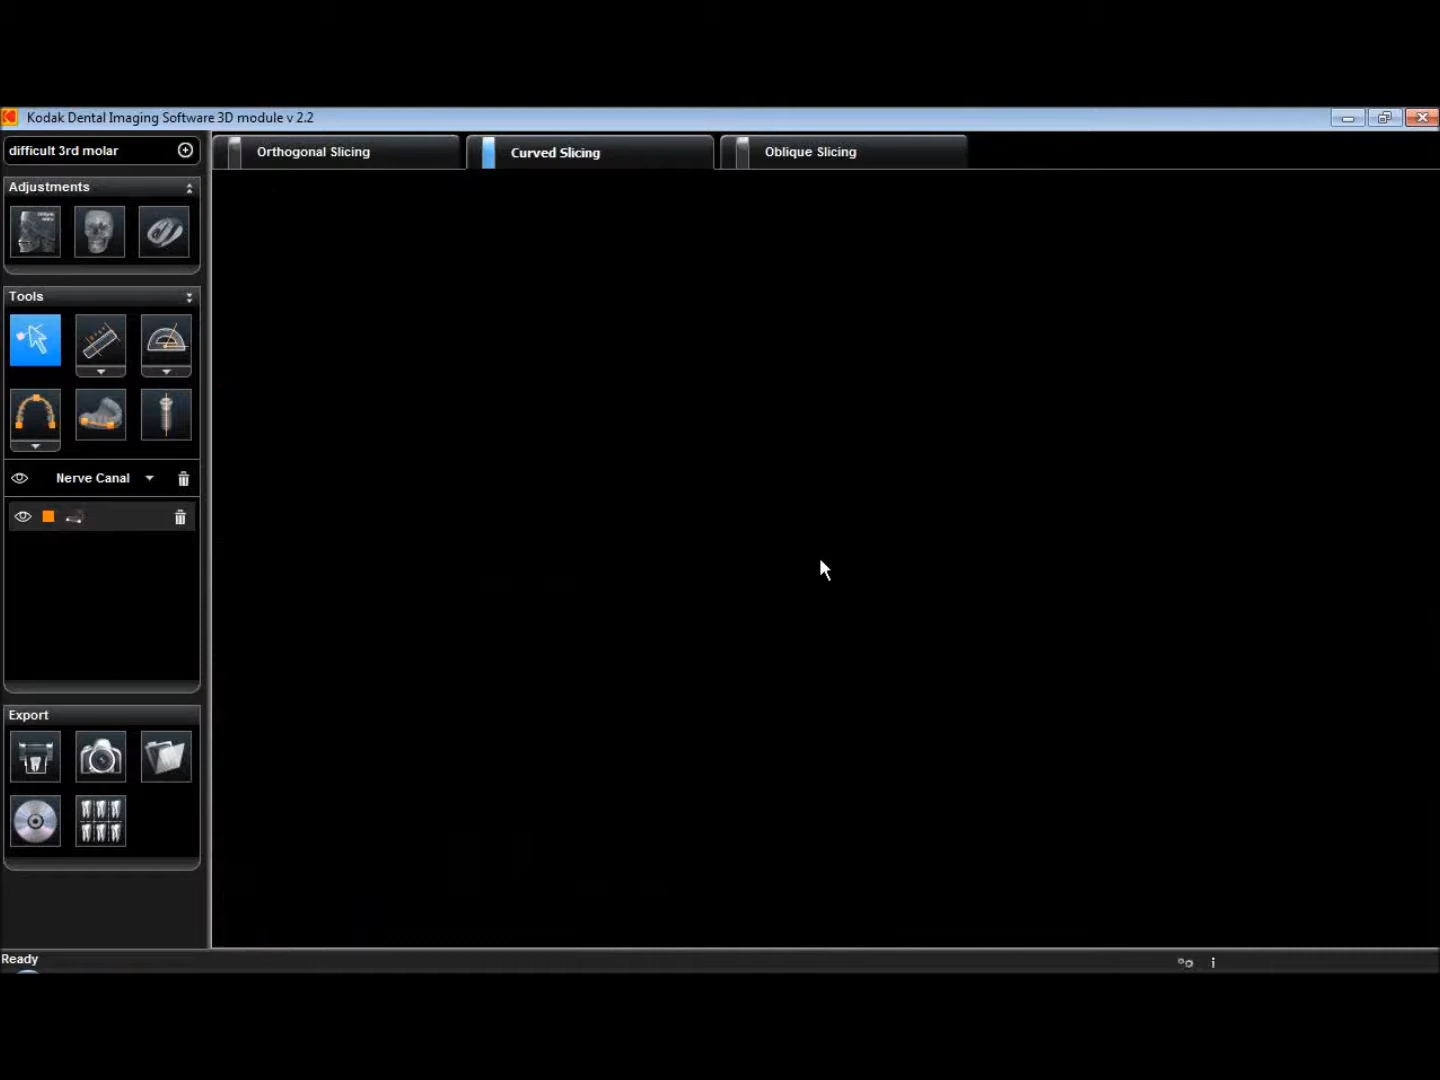 Kodak Dental Imaging Software 3D module v 2.2
difficult 3rd molar
Orthogonal Slicing
Curved Slicing
Oblique Slicing
Adjustments
Tools
Nerve Canal
Export
Ready